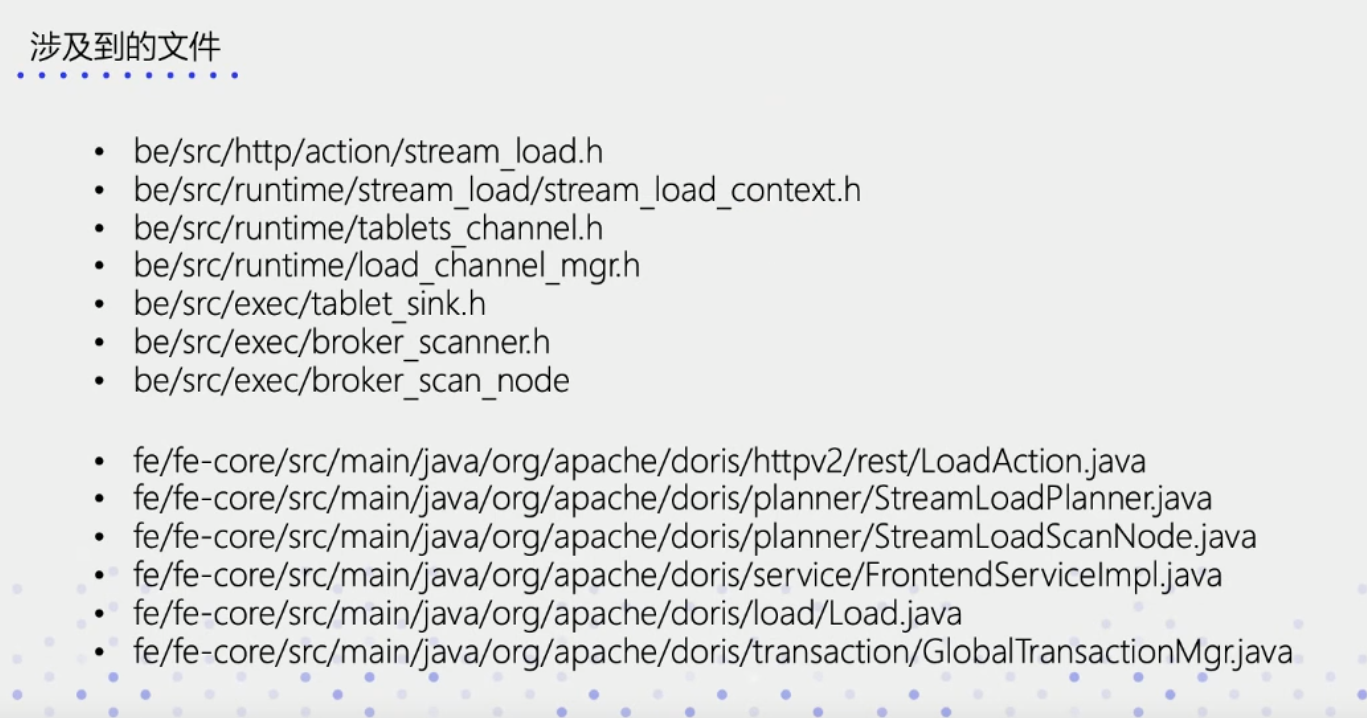 涉及到的文件
• be/src/http/action/stream_load.h
• be/src/runtime/stream_load/stream_load_context.h
• be/src/runtime/tablets_channel.h
• be/src/runtime/load_channel_mgr.h
• be/src/exec/tablet_sink.h
• be/src/exec/broker_scanner.h
• be/src/exec/broker_scan_node
• fe/fe-core/src/main/java/org/apache/doris/httpv2/rest/LoadAction.java
• fe/fe-core/src/main/java/org/apache/doris/planner/StreamLoadPlanner.java
• fe/fe-core/src/main/java/org/apache/doris/planner/StreamLoadScanNode.java
• fe/fe-core/src/main/java/org/apache/doris/service/FrontendServiceImpl.java
• fe/fe-core/src/main/java/org/apache/doris/load/Load.java
• fe/fe-core/src/main/java/org/apache/doris/transaction/GlobalTransactionMgr.java